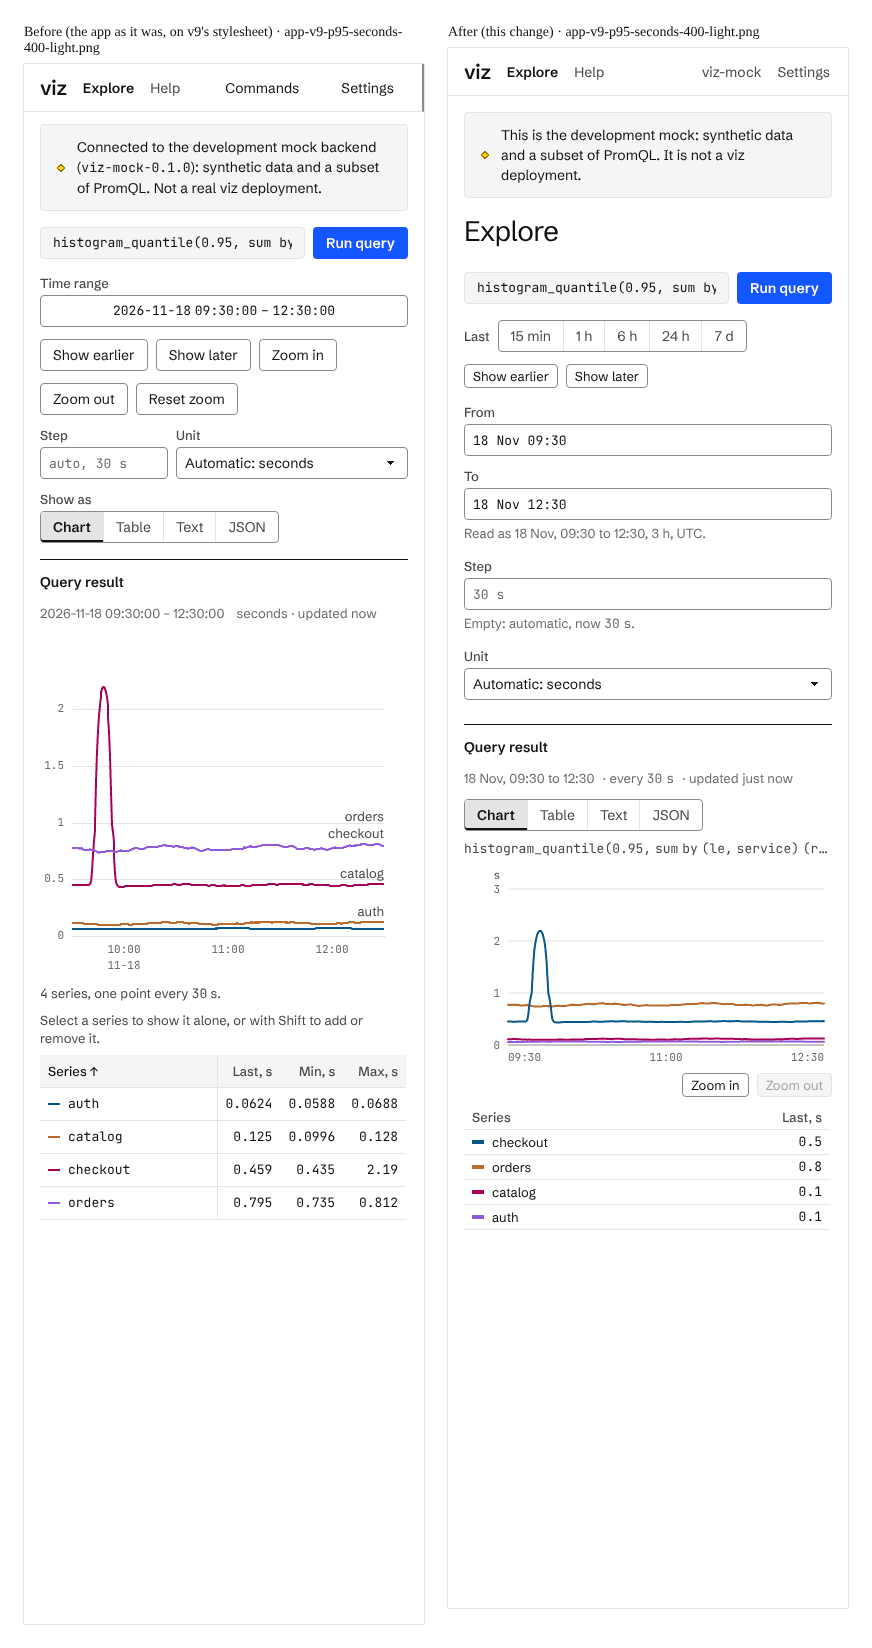 Before (the app as it was, on v9's stylesheet) · app-v9-p95-seconds-
400-light.png
viz Explore Help Commands Settings
Connected to the development mock backend
(viz-mock-0.1.0): synthetic data and a subset
of PromQL. Not a real viz deployment.
histogram_quantile(0.95, sum by Run query
Time range
2026-11-18 09:30:00 – 12:30:00
Show earlier Show later Zoom in
Zoom out Reset zoom
Step Unit
auto, 30 s Automatic: seconds
Show as
Chart Table Text JSON
Query result
2026-11-18 09:30:00 – 12:30:00 seconds · updated now
2
1.5
1
0.5
0
orders
checkout
catalog
auth
10:00 11:00 12:00
11-18
4 series, one point every 30 s.
Select a series to show it alone, or with Shift to add or
remove it.
Series ↑ Last, s Min, s Max, s
auth 0.0624 0.0588 0.0688
catalog 0.125 0.0996 0.128
checkout 0.459 0.435 2.19
orders 0.795 0.735 0.812
After (this change) · app-v9-p95-seconds-400-light.png
viz Explore Help viz-mock Settings
This is the development mock: synthetic data
and a subset of PromQL. It is not a viz
deployment.
Explore
histogram_quantile(0.95, sum by Run query
Last 15 min 1 h 6 h 24 h 7 d
Show earlier Show later
From
18 Nov 09:30
To
18 Nov 12:30
Read as 18 Nov, 09:30 to 12:30, 3 h, UTC.
Step
30 s
Empty: automatic, now 30 s.
Unit
Automatic: seconds
Query result
18 Nov, 09:30 to 12:30 · every 30 s · updated just now
Chart Table Text JSON
histogram_quantile(0.95, sum by (le, service) (r…
s
3
2
1
0
09:30 11:00 12:30
Zoom in Zoom out
Series Last, s
checkout 0.5
orders 0.8
catalog 0.1
auth 0.1